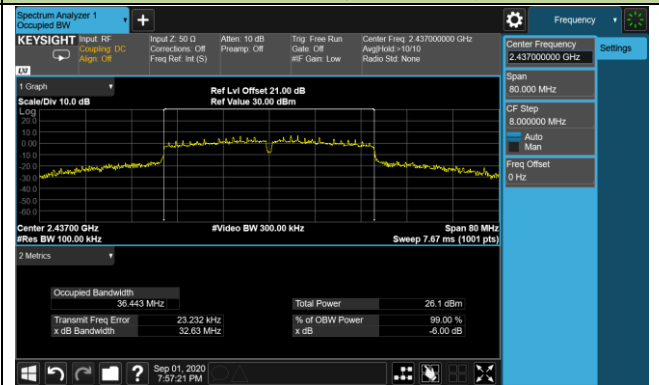 Spectrum Analyzer 1
Occupied BW
Frequency
KEYSIGHT
Input: RF
Coupling: DC
Align: Off
Input Z: 50 Ω
Corrections: Off
Freq Ref: Int (S)
Atten: 10 dB
Preamp: Off
Trig: Free Run
Gate: Off
#IF Gain: Low
Center Freq: 2.437000000 GHz
Avg|Hold:>10/10
Radio Std: None
LXI
Center Frequency
2.437000000 GHz
Settings
Span
80.000 MHz
CF Step
8.000000 MHz
Auto
Man
Freq Offset
0 Hz
1 Graph
Scale/Div 10.0 dB
Ref Lvl Offset 21.00 dB
Ref Value 30.00 dBm
Log
20.0
10.0
0.00
-10.0
-20.0
-30.0
-40.0
-50.0
-60.0
Center 2.43700 GHz
#Res BW 100.00 kHz
#Video BW 300.00 kHz
Span 80 MHz
Sweep 7.67 ms (1001 pts)
2 Metrics
Occupied Bandwidth
36.443 MHz
Total Power 26.1 dBm
Transmit Freq Error 23.232 kHz
% of OBW Power 99.00 %
x dB Bandwidth 32.63 MHz
x dB -6.00 dB
?
Sep 01, 2020
7:57:21 PM